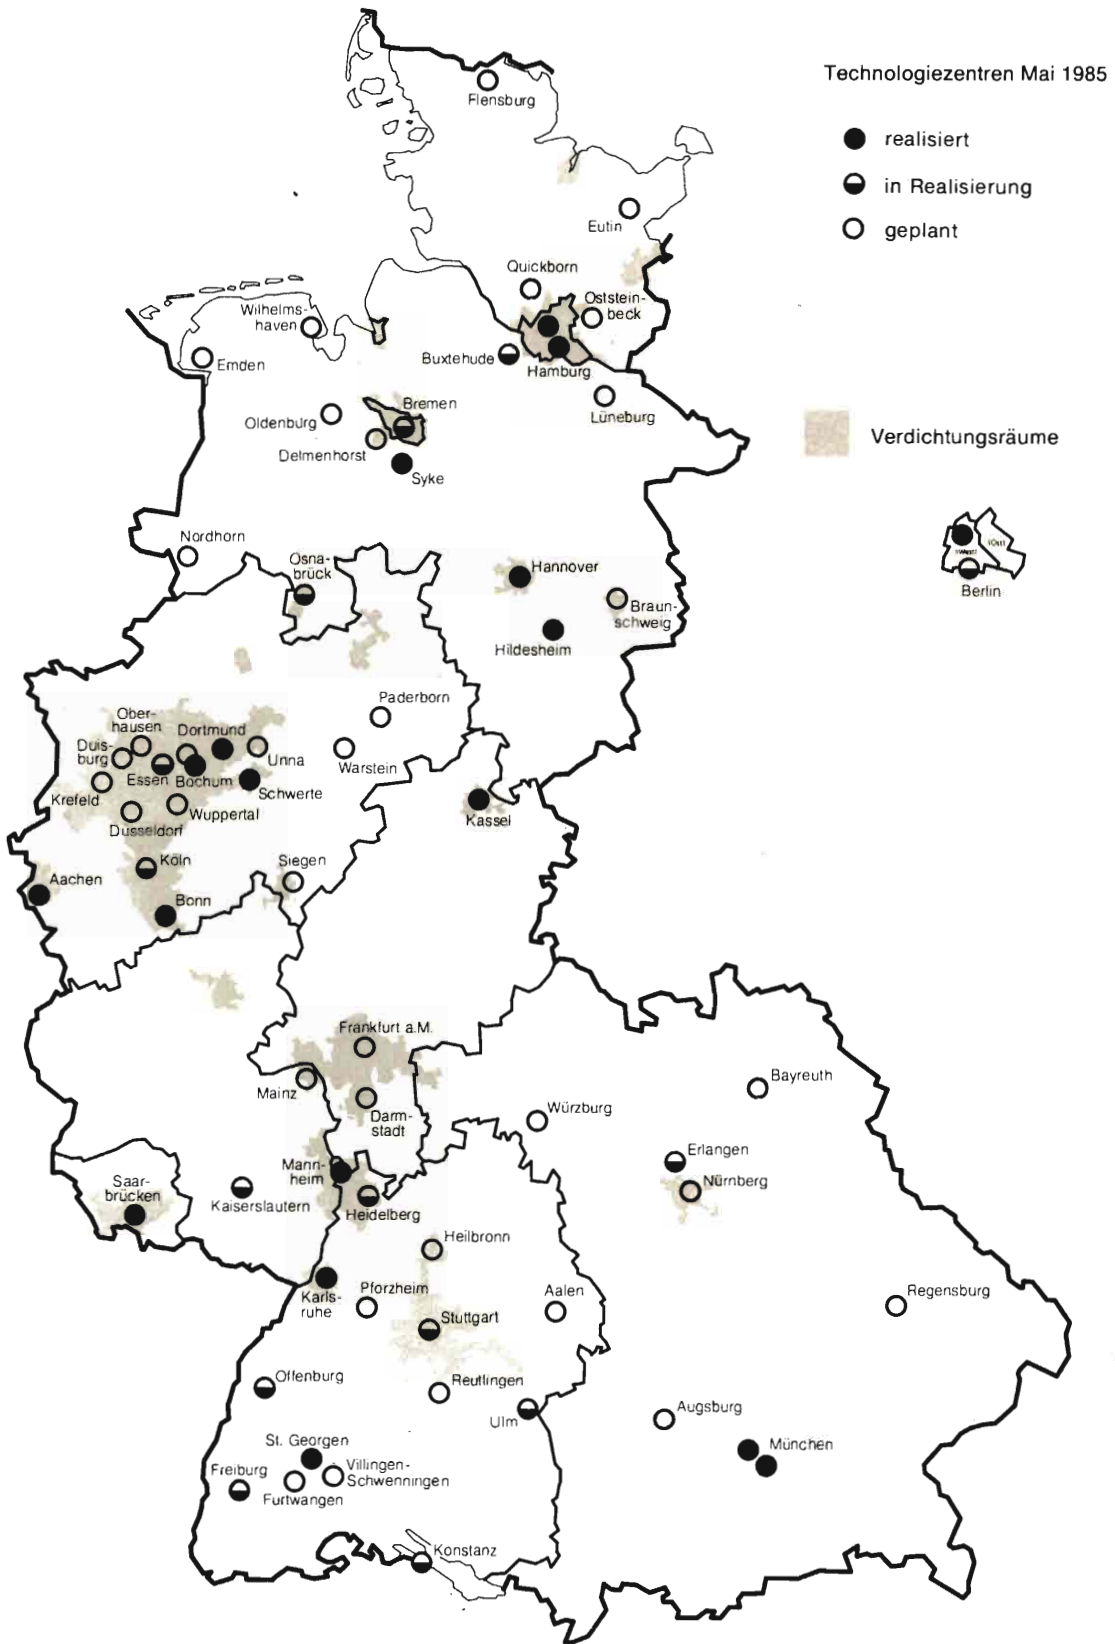 Technologiezentren Mai 1985
realisiert
in Realisierung
geplant
Verdichtungsräume
Flensburg
Eutin
Quickborn
Oststein-
beck
Wilhelms-
haven
Emden
Buxtehude
Hamburg
Lüneburg
Bremen
Oldenburg
Delmenhorst
Syke
Nordhorn
Osna-
brück
Hannover
Braun-
schweig
Hildesheim
(West)
(Ost)
Berlin
Paderborn
Ober-
hausen
Dortmund
Duis-
burg
Unna
Warstein
Essen
Bochum
Schwerte
Krefeld
Wuppertal
Düsseldorf
Kassel
Köln
Siegen
Aachen
Bonn
Frankfurt a.M.
Mainz
Darm-
stadt
Bayreuth
Würzburg
Erlangen
Nürnberg
Mann-
heim
Saar-
brücken
Kaiserslautern
Heidelberg
Heilbronn
Karls-
ruhe
Pforzheim
Aalen
Regensburg
Stuttgart
Offenburg
Reutlingen
Ulm
Augsburg
St. Georgen
München
Freiburg
Villingen-
Schwenningen
Furtwangen
Konstanz